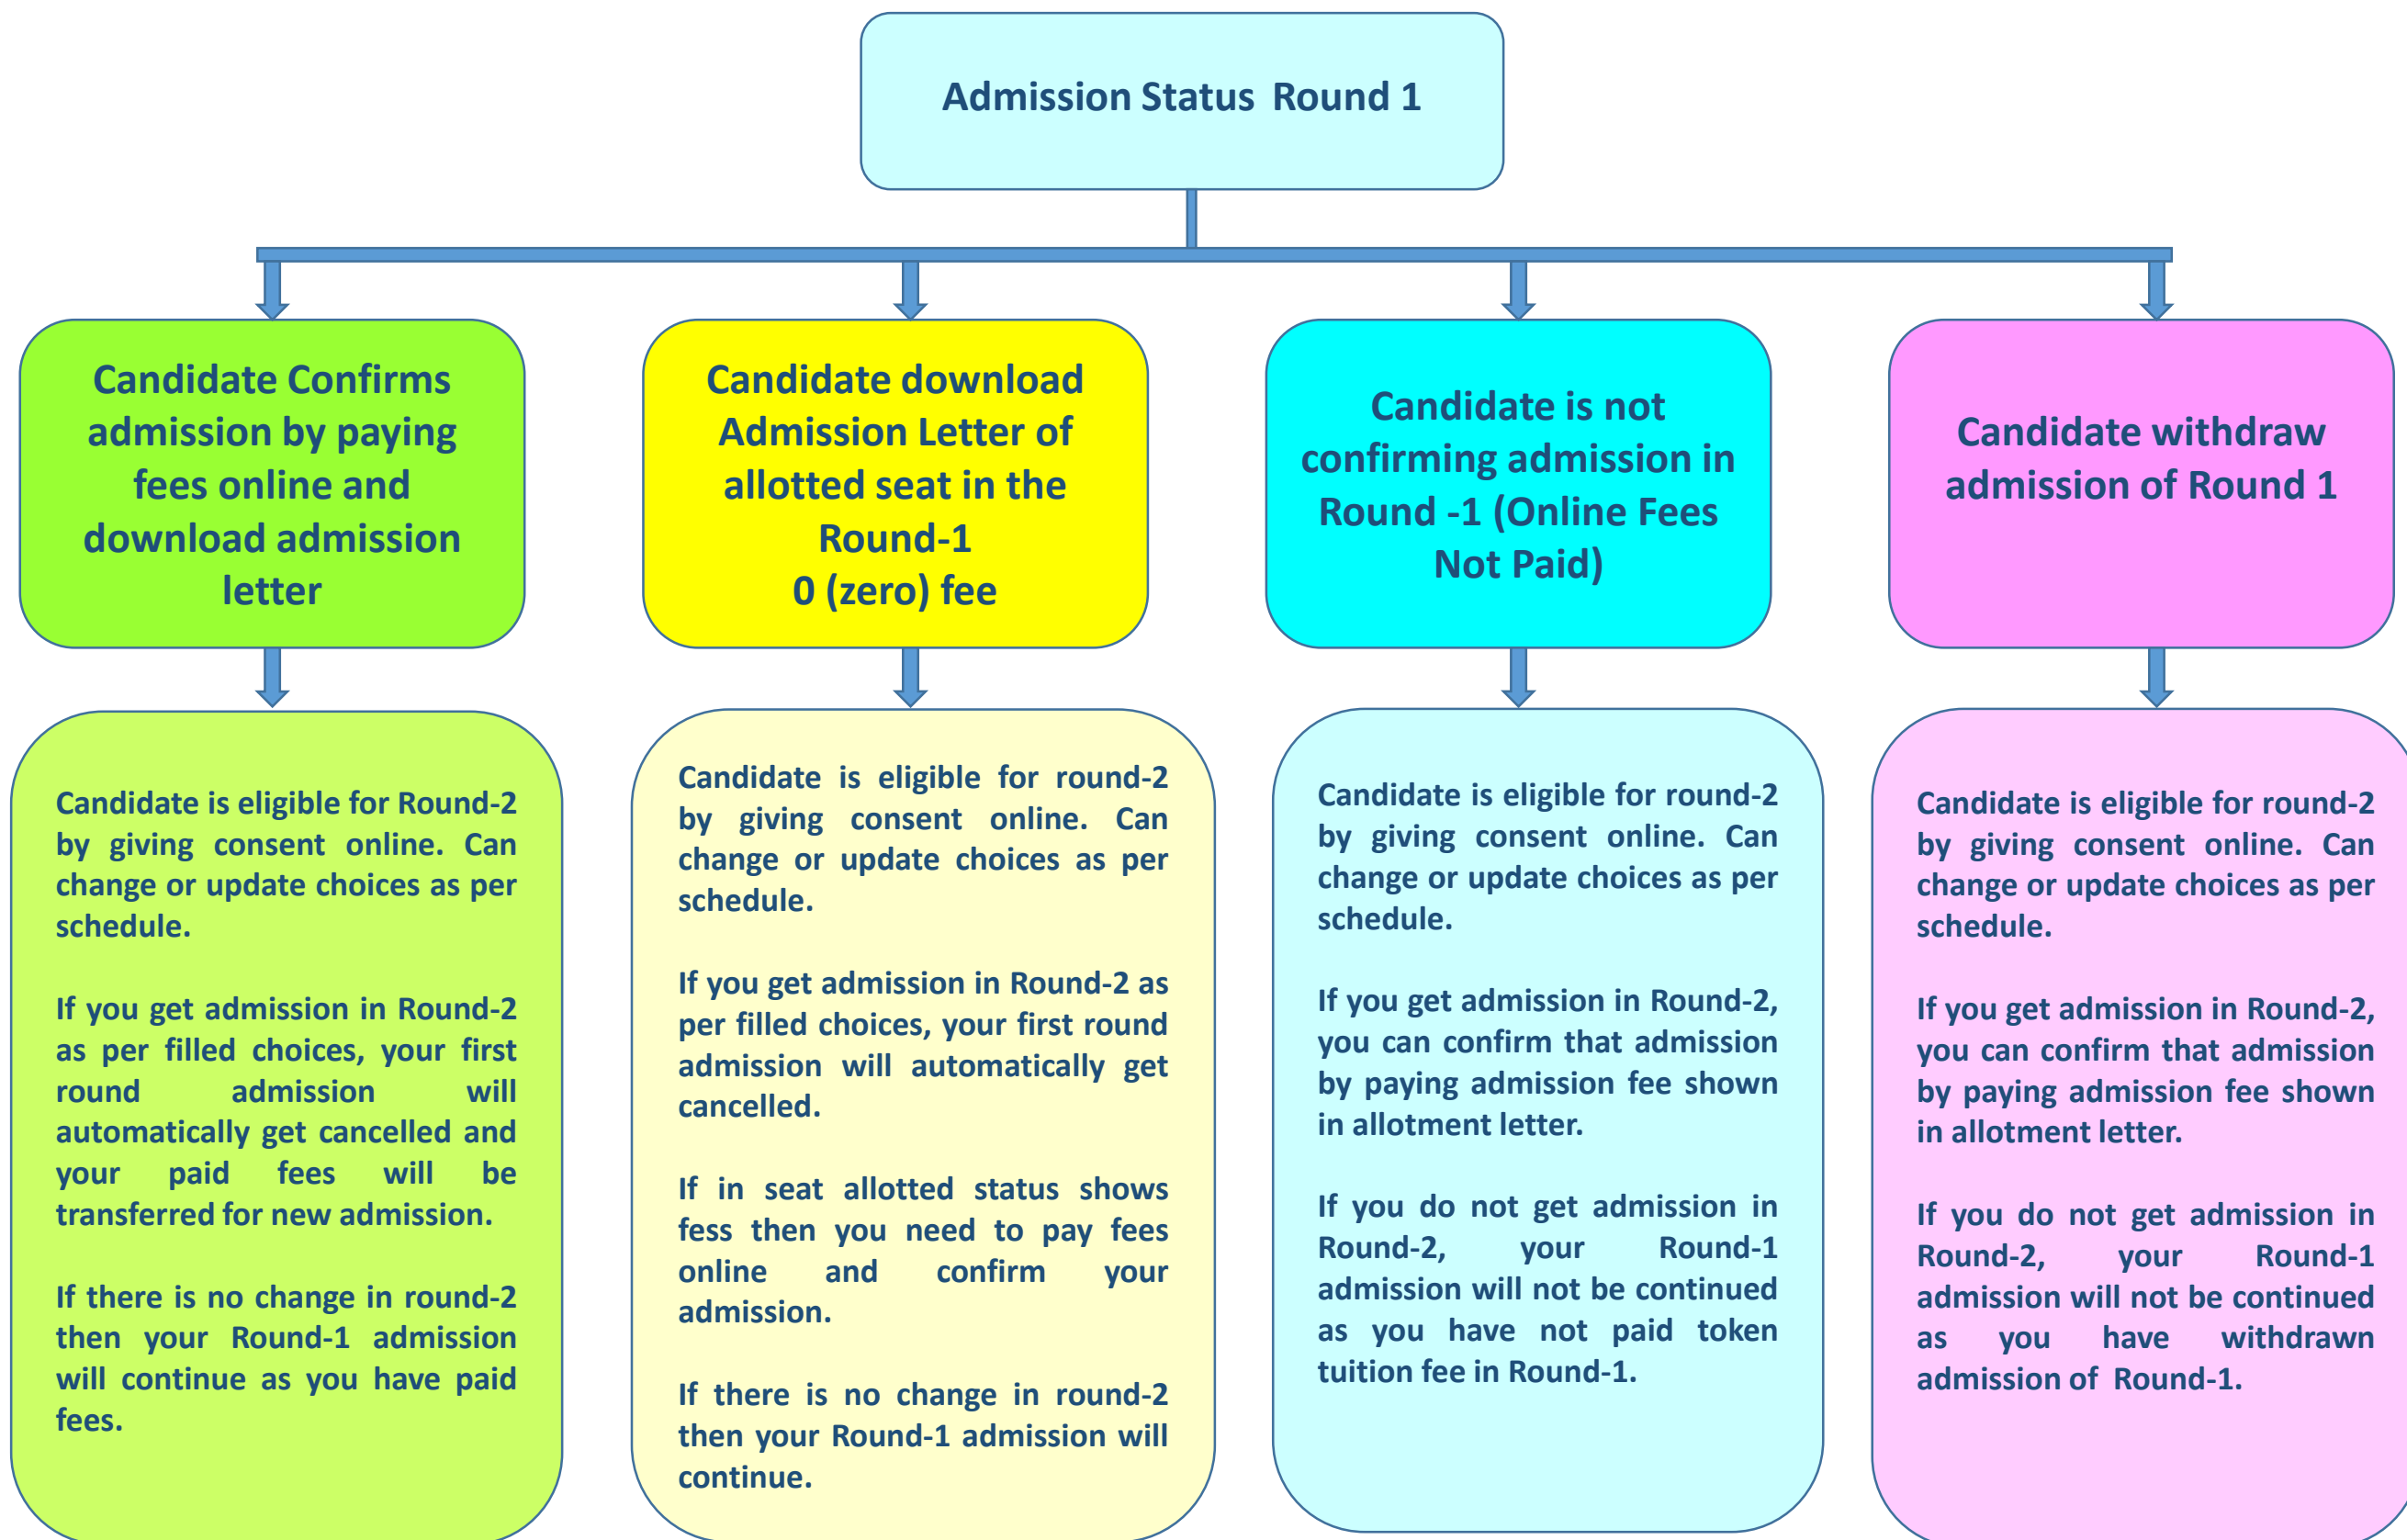 Admission Status  Round 1
Candidate Confirms
admission by paying
fees online and
download admission
letter
Candidate download
Admission Letter of
allotted seat in the
Round-1
0 (zero) fee
Candidate is not
confirming admission in
Round -1 (Online Fees
Not Paid)
Candidate withdraw
admission of Round 1
Candidate is eligible for Round-2
by giving consent online. Can
change or update choices as per
schedule.
If you get admission in Round-2
as per filled choices, your first
round admission will
automatically get cancelled and
your paid fees will be
transferred for new admission.
If there is no change in round-2
then your Round-1 admission
will continue as you have paid
fees.
Candidate is eligible for round-2
by giving consent online. Can
change or update choices as per
schedule.
If you get admission in Round-2 as
per filled choices, your first round
admission will automatically get
cancelled.
If in seat allotted status shows
fess then you need to pay fees
online and confirm your
admission.
If there is no change in round-2
then your Round-1 admission will
continue.
Candidate is eligible for round-2
by giving consent online. Can
change or update choices as per
schedule.
If you get admission in Round-2,
you can confirm that admission
by paying admission fee shown
in allotment letter.
If you do not get admission in
Round-2, your Round-1
admission will not be continued
as you have not paid token
tuition fee in Round-1.
Candidate is eligible for round-2
by giving consent online. Can
change or update choices as per
schedule.
If you get admission in Round-2,
you can confirm that admission
by paying admission fee shown
in allotment letter.
If you do not get admission in
Round-2, your Round-1
admission will not be continued
as you have withdrawn
admission of  Round-1.